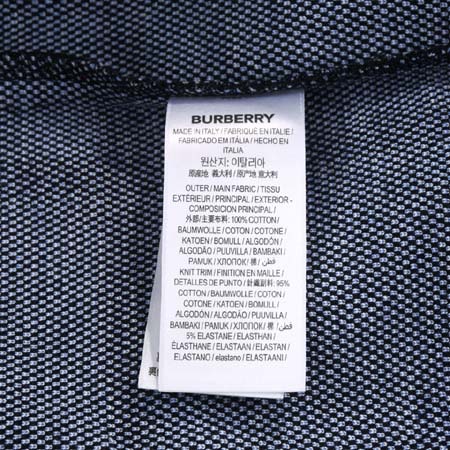 BURBERRY
MADE IN ITALY / FABRIQUÉ EN ITALIE /
FABRICADO EM ITÁLIA / HECHO EN
ITALIA
원산지: 이탈리아
原産地 義大利 / 原产地 意大利
OUTER / MAIN FABRIC / TISSU
EXTÉRIEUR / PRINCIPAL / EXTERIOR -
COMPOSICION PRINCIPAL /
外部/主要布料: 100% COTTON /
BAUMWOLLE / COTON / COTONE /
KATOEN / BOMULL / ALGODÓN /
ALGODÃO / PUUVILLA / BAMBAKI /
PAMUK / ХЛОПОК / 棉 / قطن /
KNIT TRIM / FINITION EN MAILLE /
DETALLES DE PUNTO / 針織副料: 95%
COTTON / BAUMWOLLE / COTON /
COTONE / KATOEN / BOMULL /
ALGODÓN / ALGODÃO / PUUVILLA /
BAMBAKI / PAMUK / ХЛОПОК / 棉 / قطن
5% ELASTANE / ELASTHAN /
ÉLASTHANE / ELASTAAN / ELASTAN /
ELASTANO / elastano / ELASTAANI /